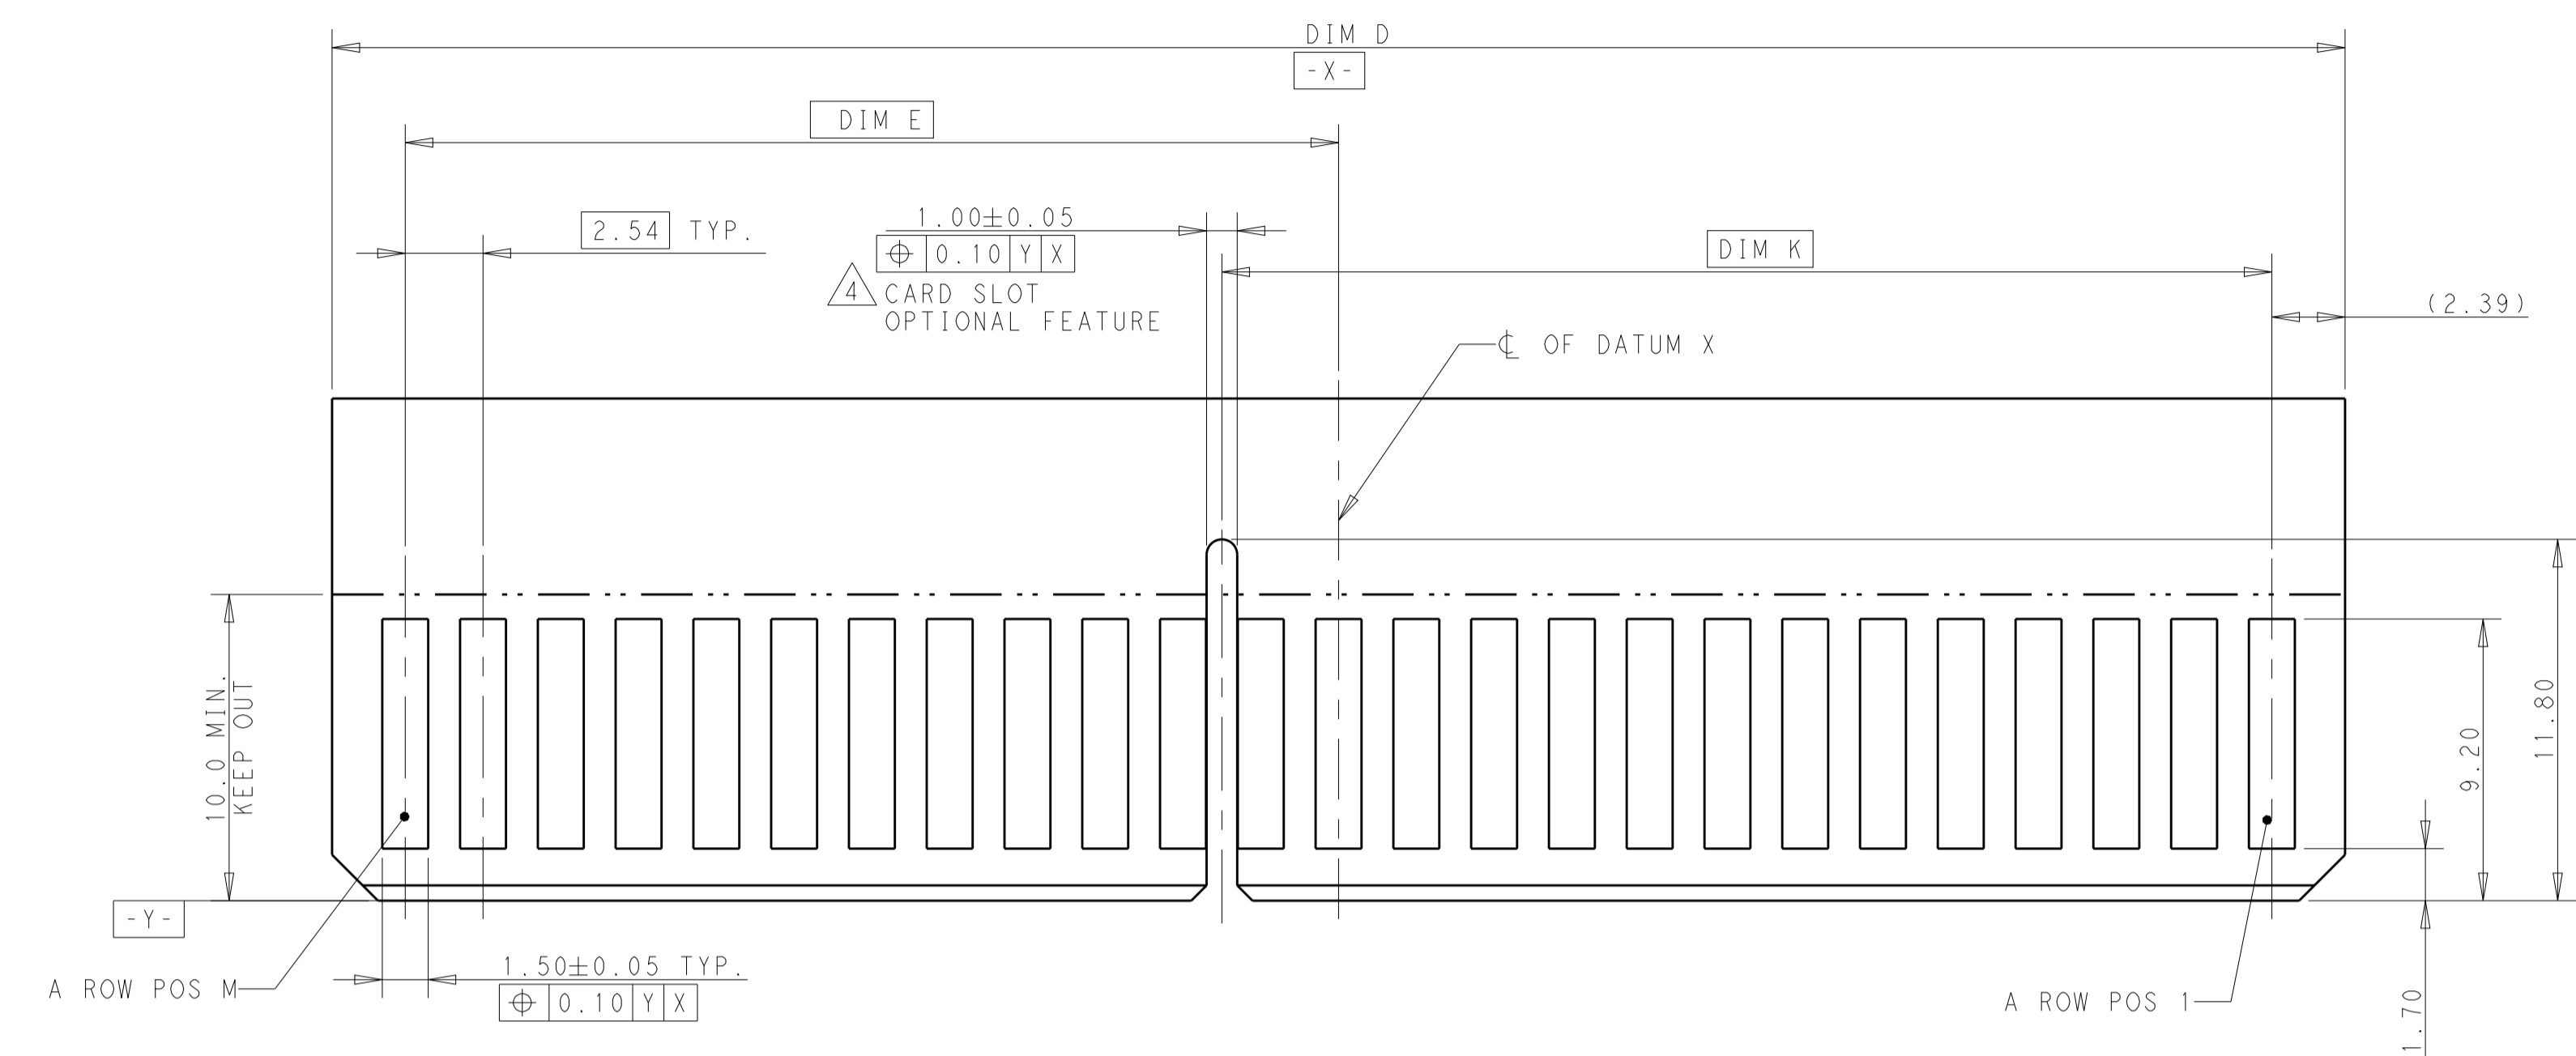 DIM D
-X-
DIM E
1.00±0.05
2.54 TYP.
⌖ 0.10 Y X
DIM K
4 CARD SLOT
OPTIONAL FEATURE
(2.39)
℄ OF DATUM X
10.0 MIN.
KEEP OUT
11.80
9.20
-Y-
1.50±0.05 TYP.
A ROW POS M
⌖ 0.10 Y X
A ROW POS 1
1.70